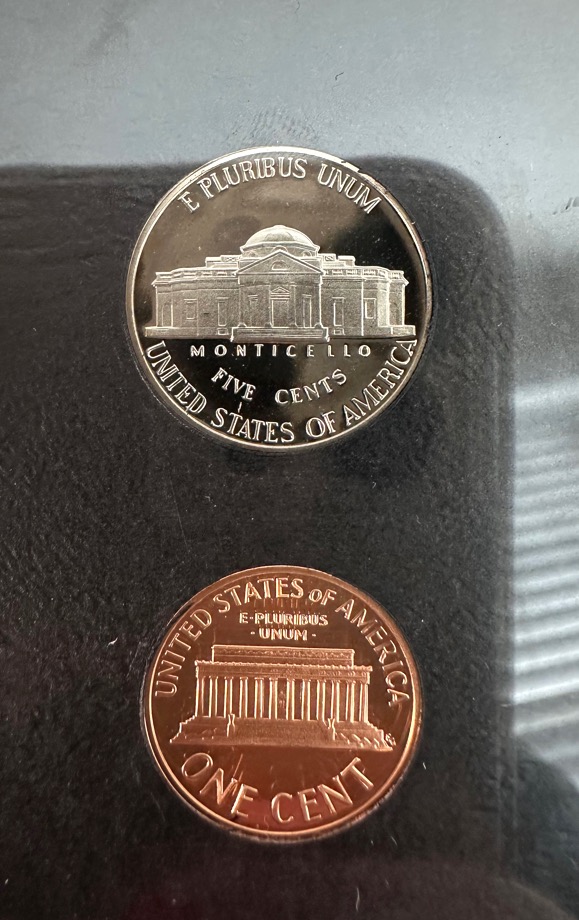 E PLURIBUS UNUM
MONTICELLO
FIVE CENTS
UNITED STATES OF AMERICA
UNITED STATES OF AMERICA
E·PLURIBUS
·UNUM·
ONE CENT